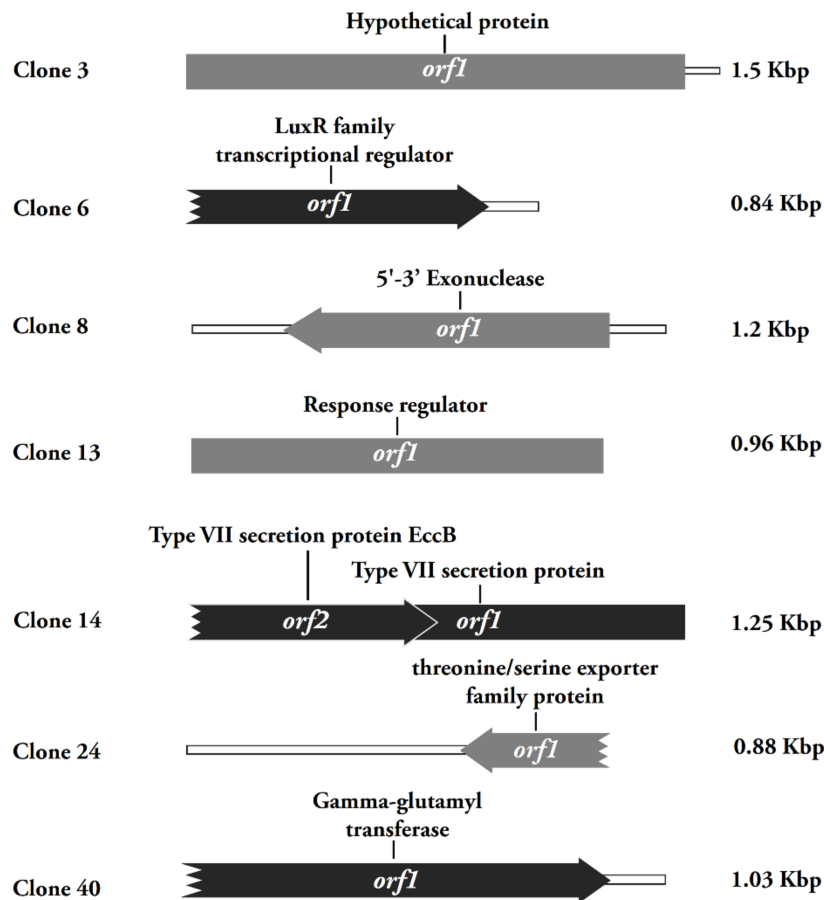 Hypothetical protein
Clone 3
orf1
1.5 Kbp
LuxR family
transcriptional regulator
Clone 6
orf1
0.84 Kbp
5'-3’ Exonuclease
Clone 8
orf1
1.2 Kbp
Response regulator
Clone 13
orf1
0.96 Kbp
Type VII secretion protein EccB
Type VII secretion protein
Clone 14
orf2
orf1
1.25 Kbp
threonine/serine exporter
family protein
Clone 24
orf1
0.88 Kbp
Gamma-glutamyl
transferase
Clone 40
orf1
1.03 Kbp